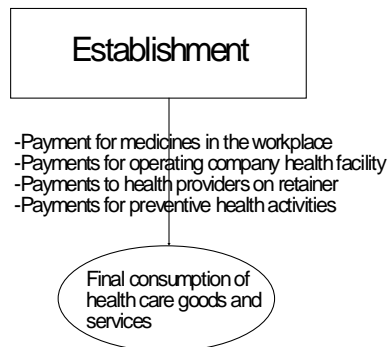 Establishment
-Payment for medicines in the workplace
-Payments for operating company health facility
-Payments to health providers on retainer
-Payments for preventive health activities
Final consumption of
health care goods and
services